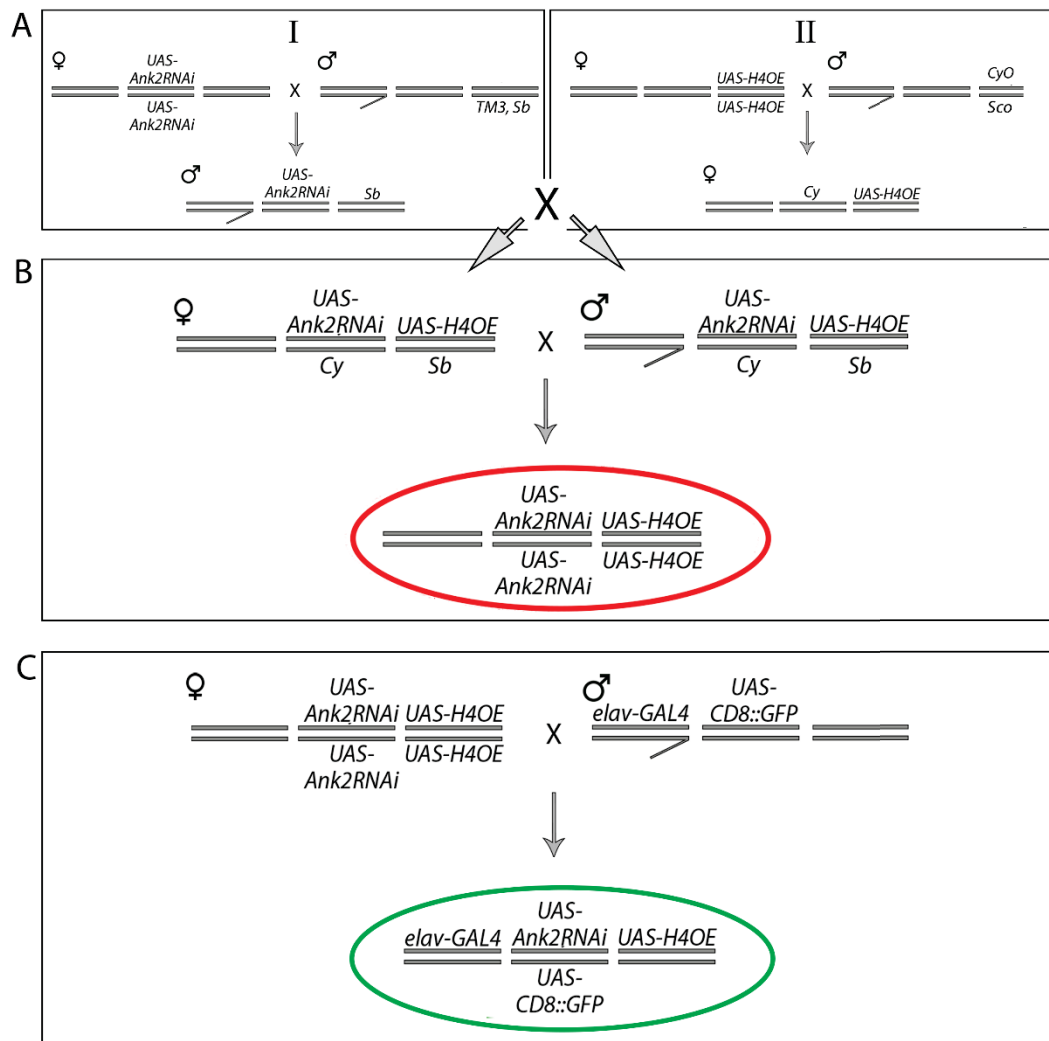 A
I
II
♀
UAS-
Ank2RNAi
UAS-
Ank2RNAi
X
♂
TM3, Sb
♂
UAS-
Ank2RNAi
Sb
♀
UAS-H4OE
UAS-H4OE
X
♂
CyO
Sco
♀
Cy
UAS-H4OE
X
B
♀
UAS-
Ank2RNAi UAS-H4OE
Cy
Sb
X
♂
UAS-
Ank2RNAi UAS-H4OE
Cy
Sb
UAS-
Ank2RNAi UAS-H4OE
UAS- UAS-H4OE
Ank2RNAi
C
♀
UAS-
Ank2RNAi UAS-H4OE
UAS- UAS-H4OE
Ank2RNAi
X
♂
UAS-
elav-GAL4 CD8::GFP
UAS-
elav-GAL4 Ank2RNAi UAS-H4OE
UAS-
CD8::GFP